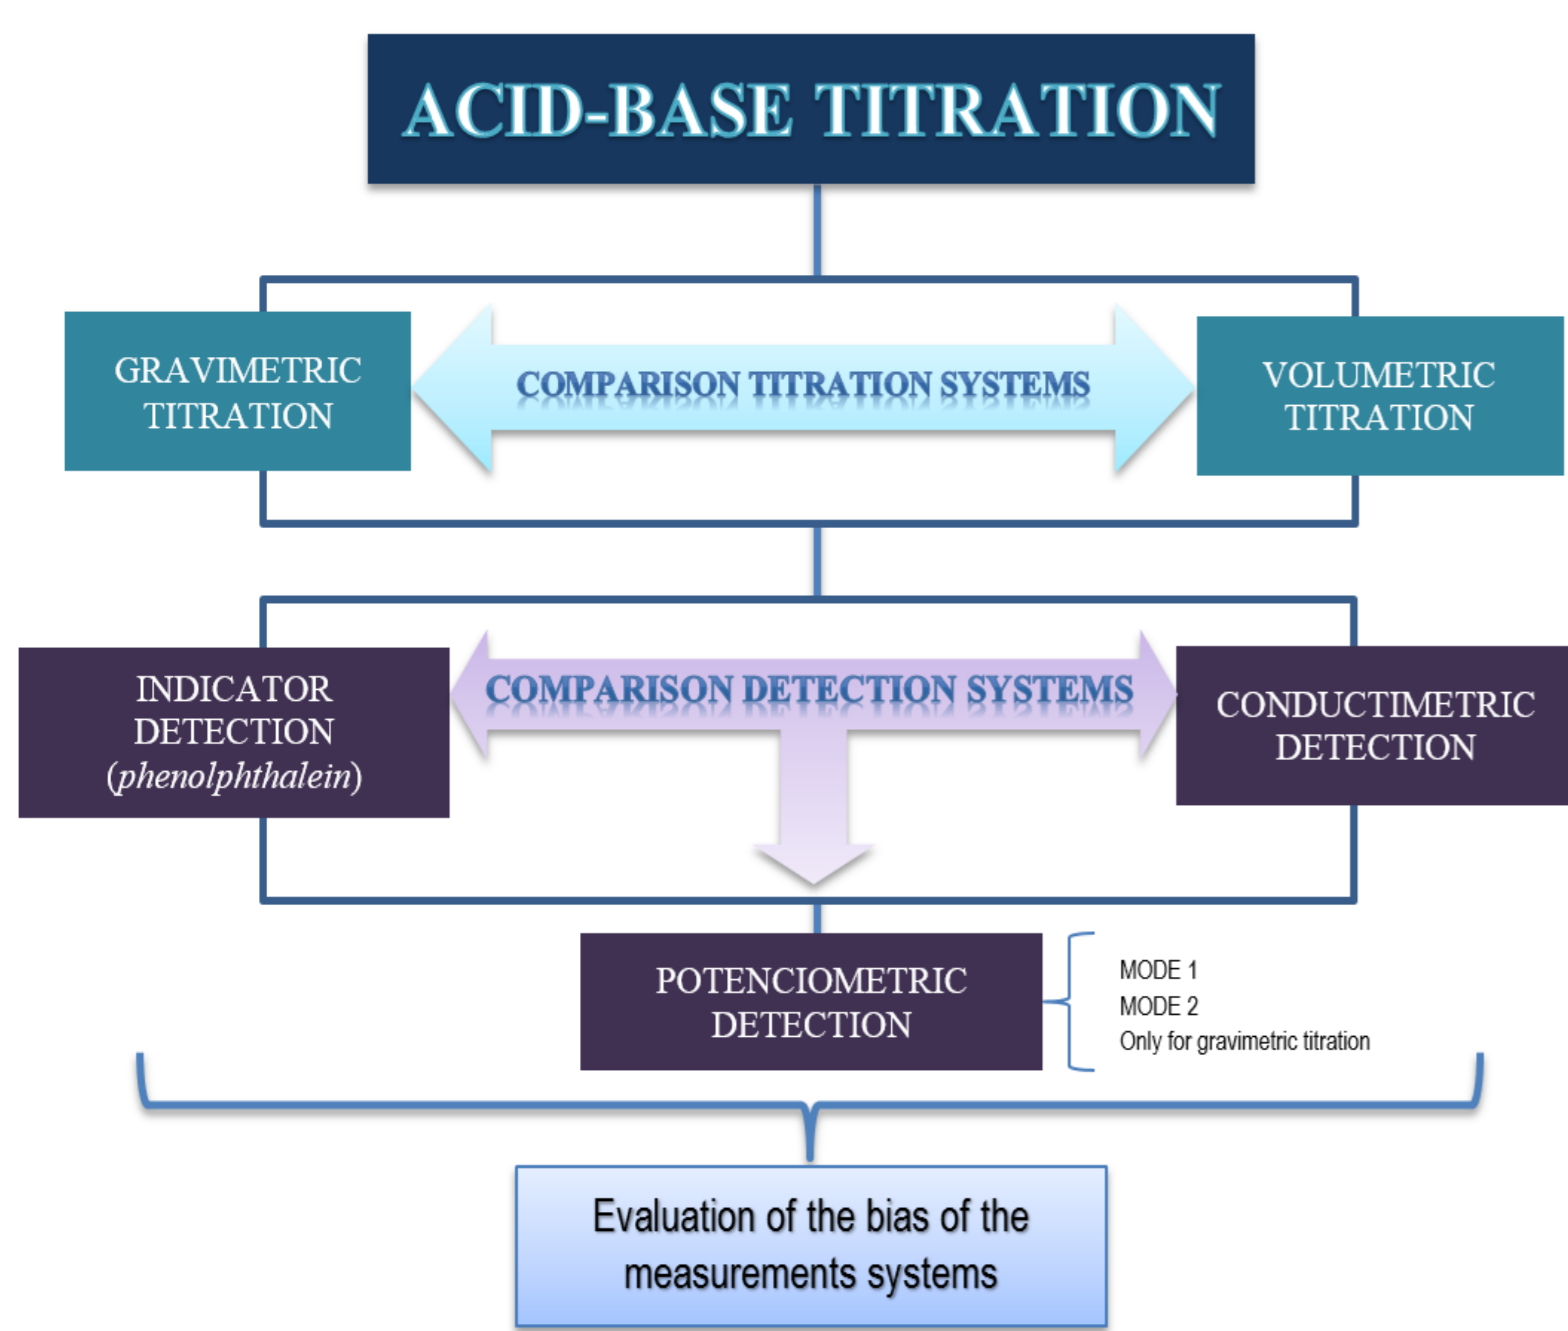 ACID-BASE TITRATION
GRAVIMETRIC
TITRATION
COMPARISON TITRATION SYSTEMS
VOLUMETRIC
TITRATION
INDICATOR
DETECTION
(phenolphthalein)
COMPARISON DETECTION SYSTEMS
CONDUCTIMETRIC
DETECTION
POTENCIOMETRIC
DETECTION
MODE 1
MODE 2
Only for gravimetric titration
Evaluation of the bias of the
measurements systems